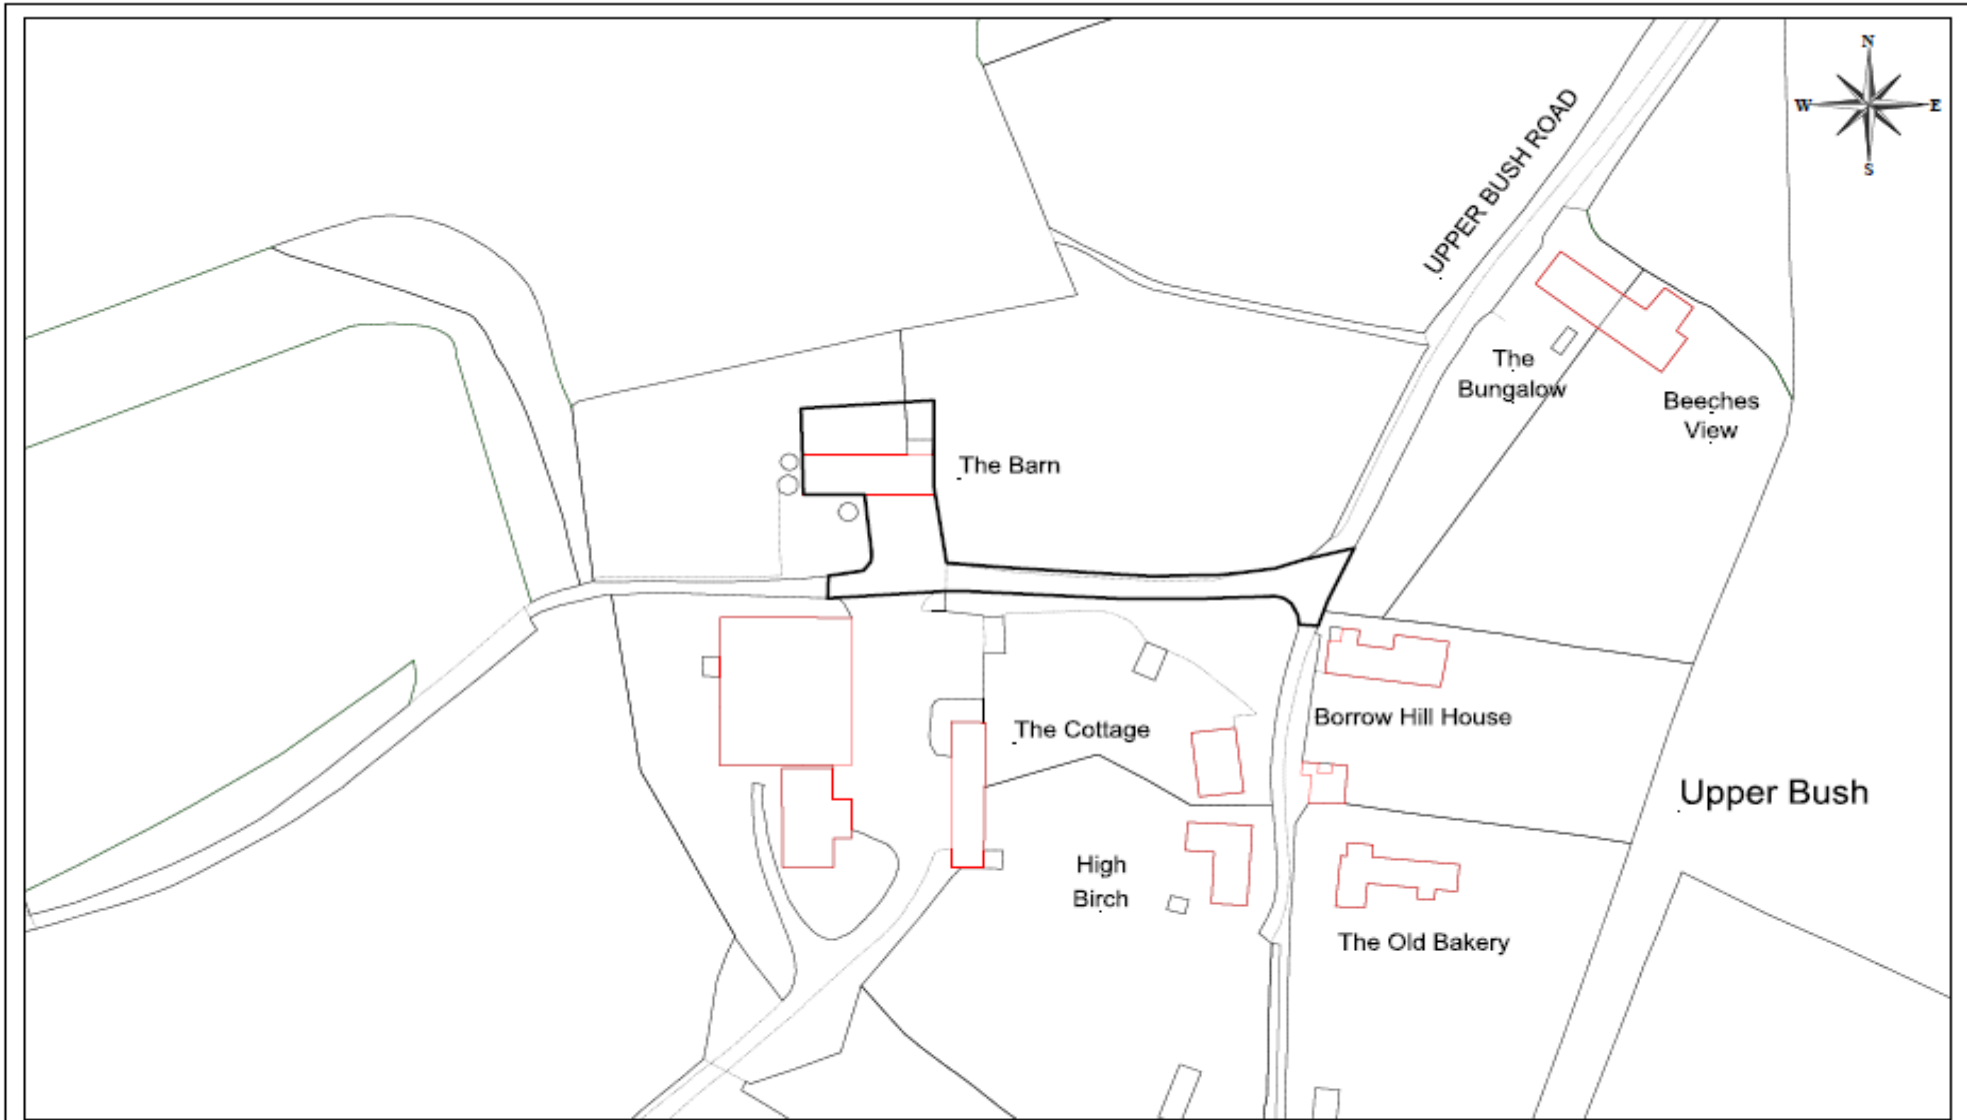 N
W E
S
UPPER BUSH ROAD
The
Bungalow
Beeches
View
The Barn
Borrow Hill House
The Cottage
Upper Bush
High
Birch
The Old Bakery